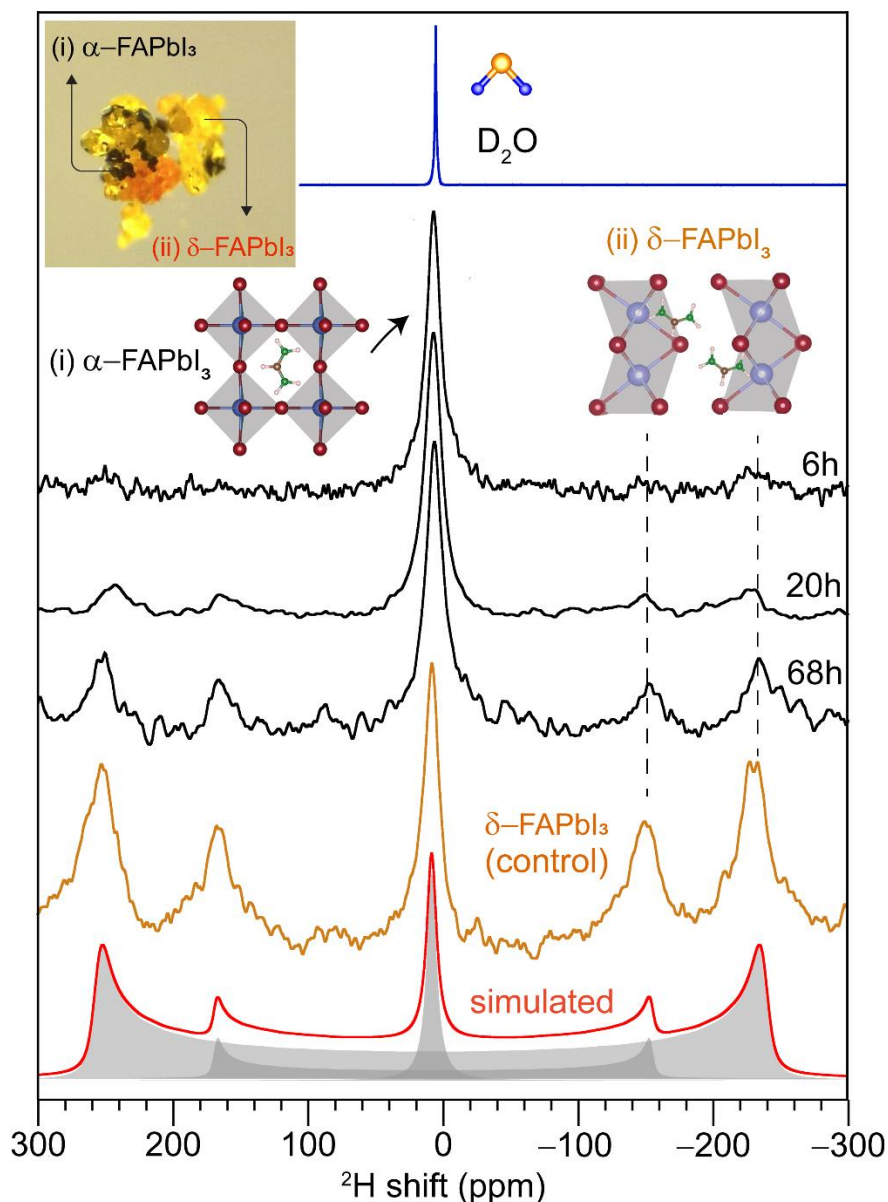 (i) α–FAPbI₃
(ii) δ–FAPbI₃
D₂O
(ii) δ–FAPbI₃
(i) α–FAPbI₃
6h
20h
68h
δ–FAPbI₃
(control)
simulated
300 200 100 0 –100 –200 –300
²H shift (ppm)